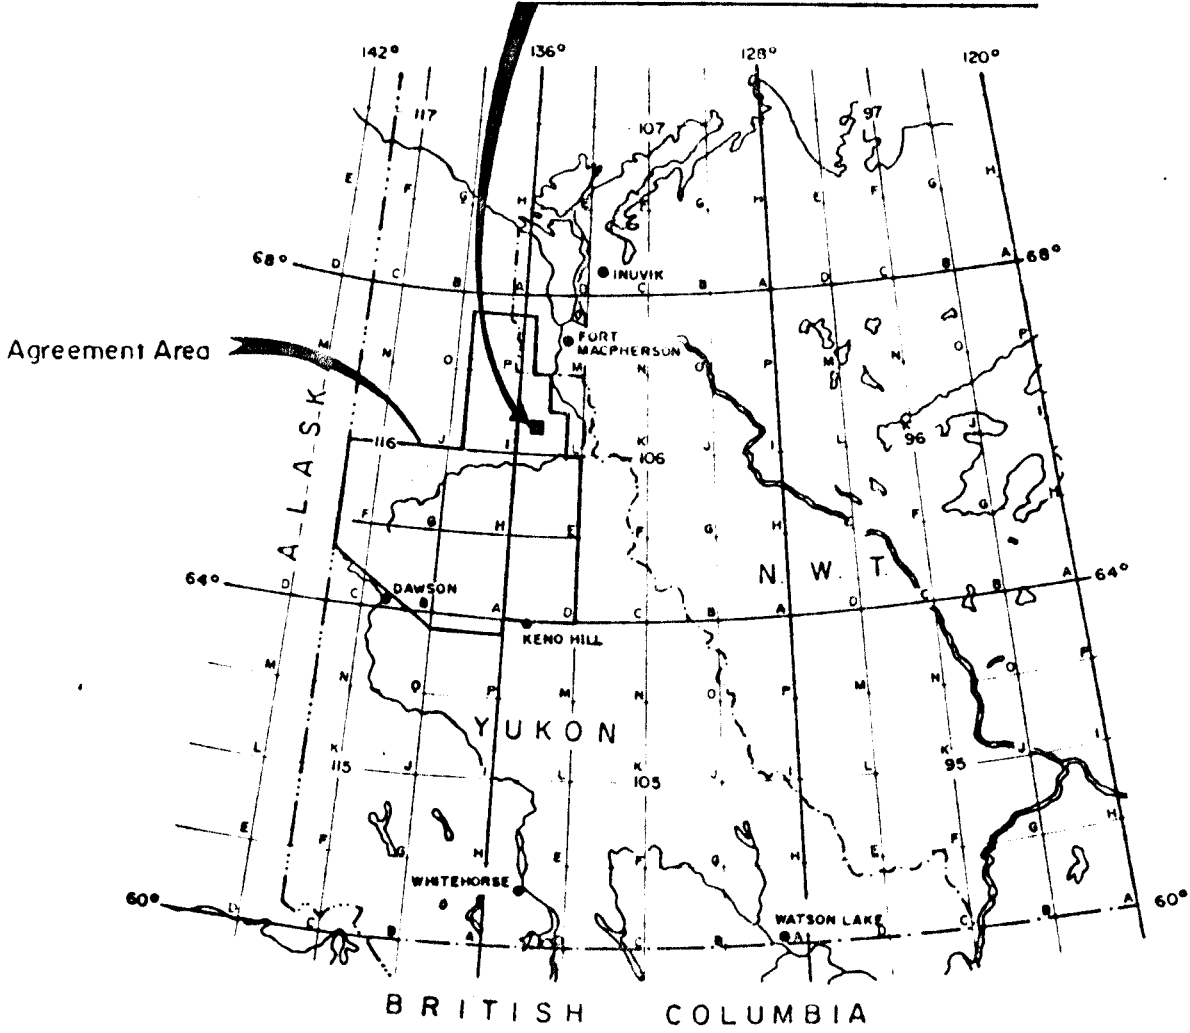 142° 136° 128° 120°
117 107 97
E F G H E F G H E F G H
68° D C B A D C B A D C B A 68°
INUVIK
Agreement Area
FORT
MACPHERSON
M N O P M N O P M N O P
116 J I L K J I L K J I
106 96
F G H E F G H E F G H
ALASK
N W T
64° D C B A D C B A D C B A 64°
DAWSON
KENO HILL
M N O P M N O P M N O P
YUKON
L K J I L K J I L K J I
115 105 95
E F G H E F G H E F G H
WHITEHORSE
WATSON LAKE
60° D C B A D C B A D C B A 60°
BRITISH COLUMBIA